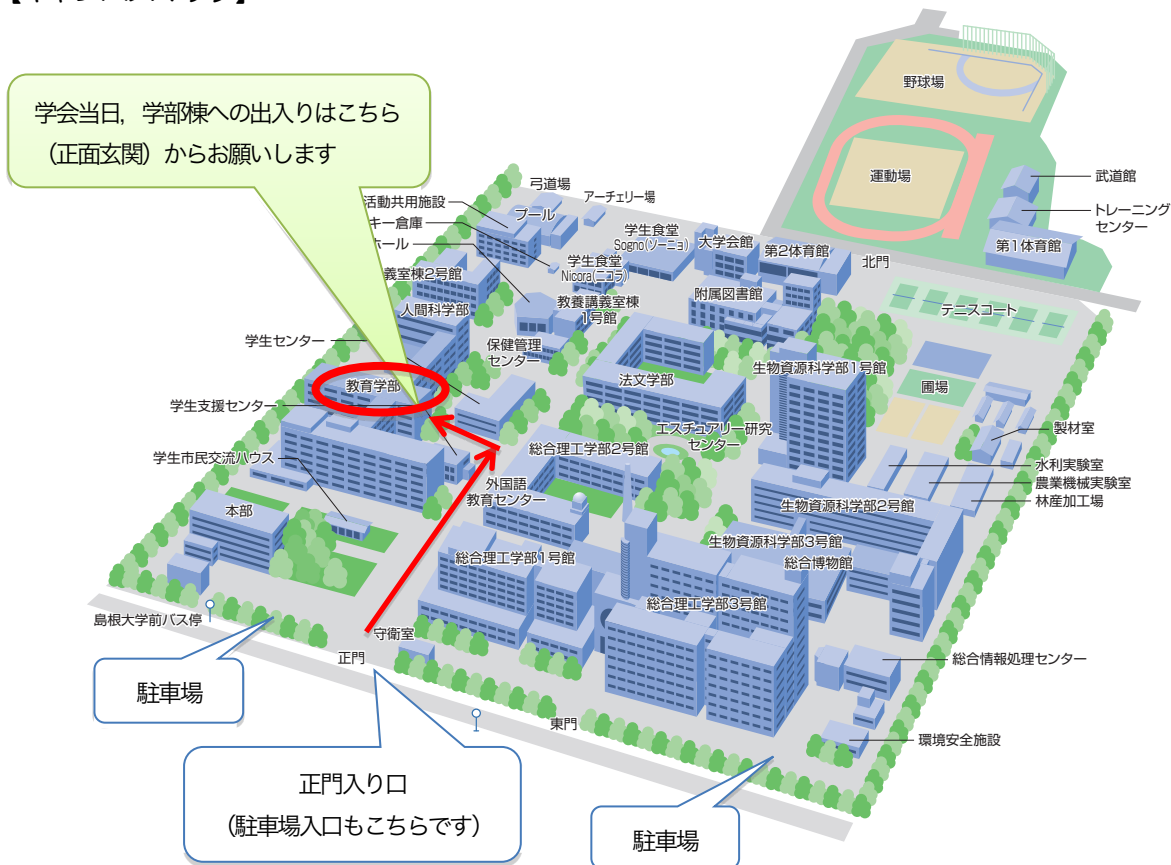 学会当日，学部棟への出入りはこちら
（正面玄関）からお願いします
野球場
運動場
武道館
トレーニング
センター
第1体育館
北門
テニスコート
弓道場
アーチェリー場
プール
活動共用施設
キー倉庫
ホール
学生食堂
Sogno(ソーニョ)
大学会館
第2体育館
学生食堂
Nicora(ニコラ)
義室棟2号館
教養講義室棟
1号館
附属図書館
人間科学部
学生センター
保健管理
センター
教育学部
法文学部
生物資源科学部1号館
圃場
学生支援センター
エスチュアリー研究
センター
製材室
学生市民交流ハウス
総合理工学部2号館
水利実験室
農業機械実験室
林産加工場
外国語
教育センター
本部
生物資源科学部2号館
生物資源科学部3号館
総合理工学部1号館
総合博物館
総合理工学部3号館
島根大学前バス停
守衛室
正門
総合情報処理センター
駐車場
東門
環境安全施設
正門入り口
（駐車場入口もこちらです）
駐車場